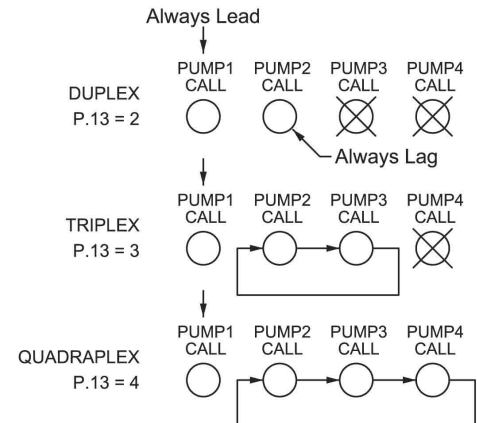 Always Lead
PUMP1 PUMP2 PUMP3 PUMP4
CALL CALL CALL CALL
DUPLEX
P.13 = 2
Always Lag
PUMP1 PUMP2 PUMP3 PUMP4
CALL CALL CALL CALL
TRIPLEX
P.13 = 3
PUMP1 PUMP2 PUMP3 PUMP4
CALL CALL CALL CALL
QUADRAPLEX
P.13 = 4